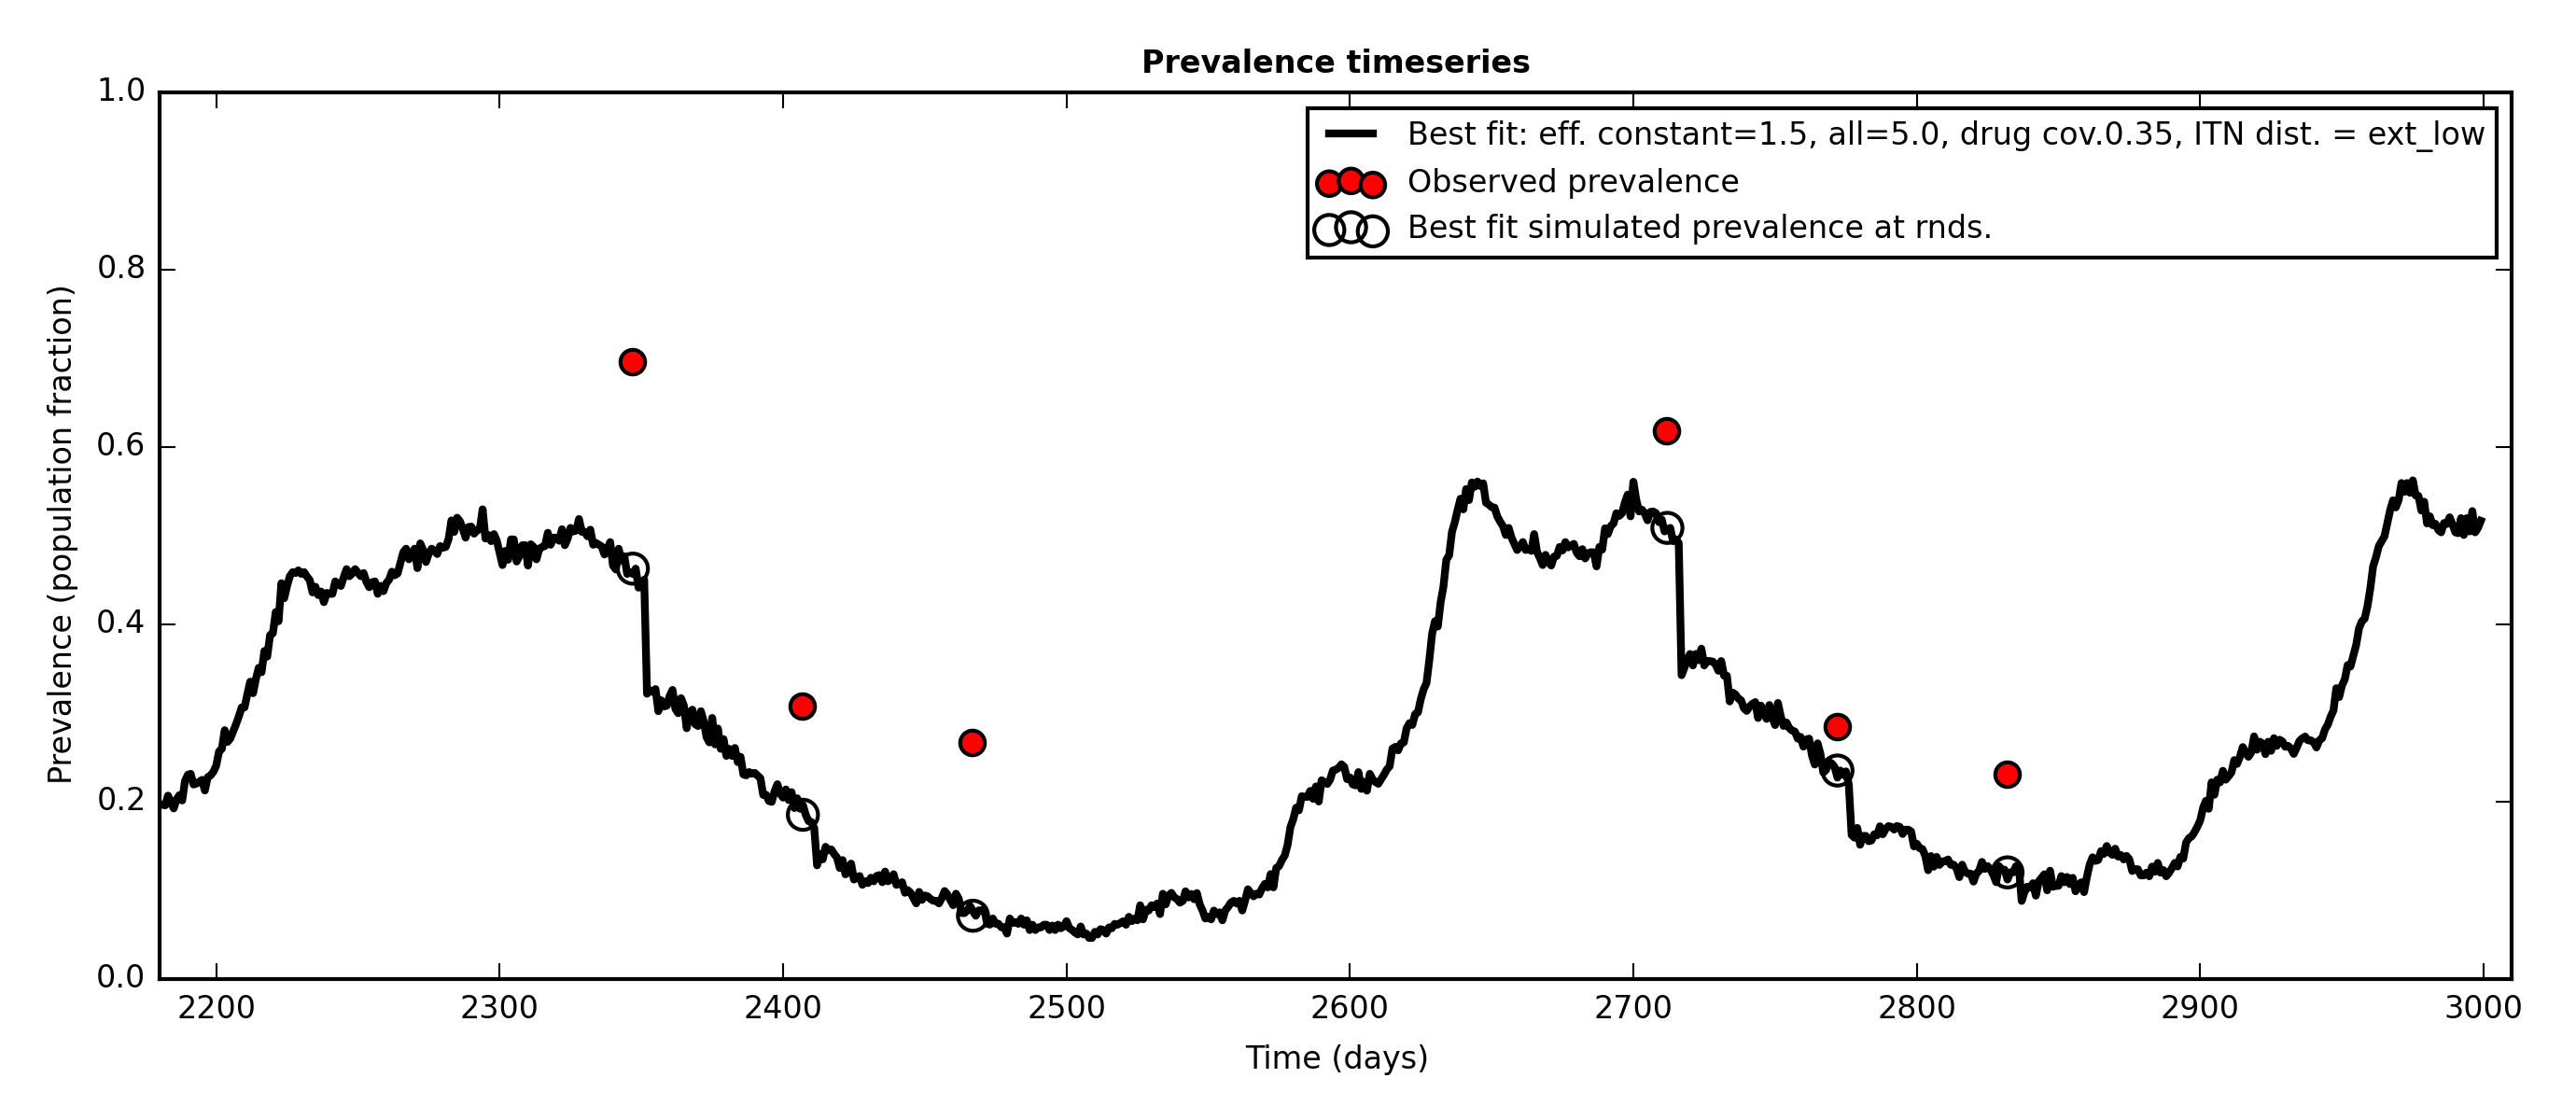 Prevalence timeseries
1.0
0.8
0.6
0.4
0.2
0.0
Prevalence (population fraction)
Best fit: eff. constant=1.5, all=5.0, drug cov.0.35, ITN dist. = ext_low
Observed prevalence
Best fit simulated prevalence at rnds.
2200 2300 2400 2500 2600 2700 2800 2900 3000
Time (days)